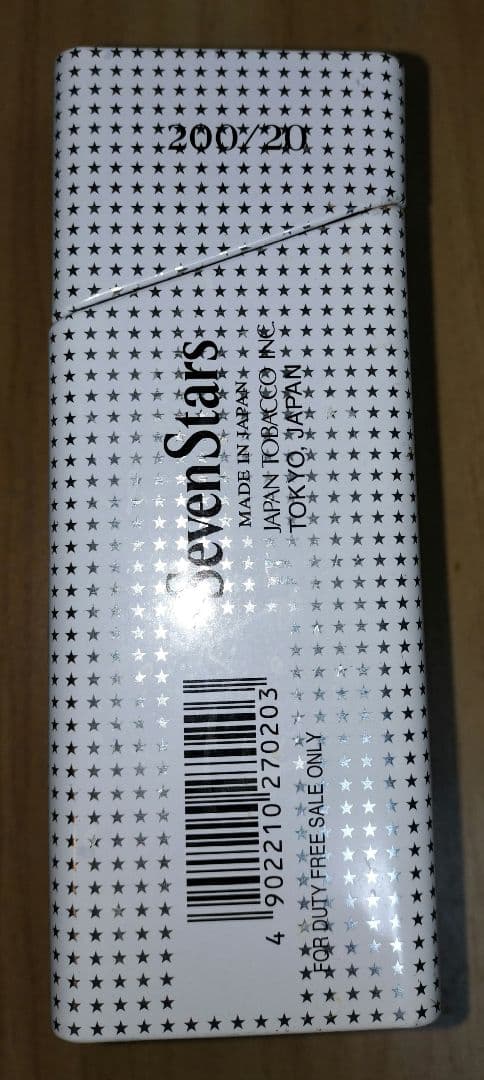 200/20
SevenStars
MADE IN JAPAN
JAPAN TOBACCO INC.
TOKYO, JAPAN
4 902210 270203
FOR DUTY FREE SALE ONLY